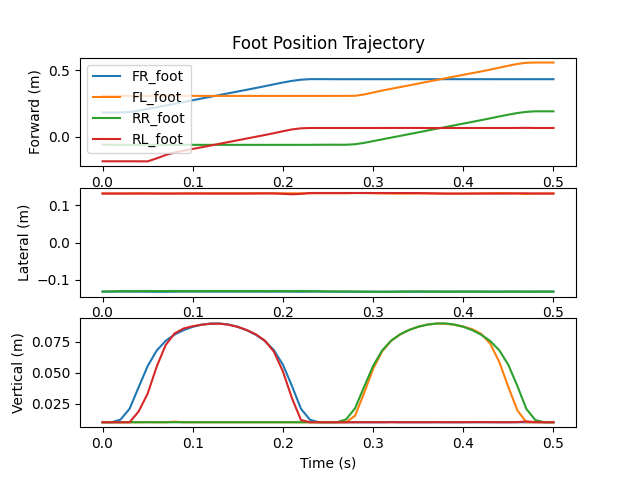 Foot Position Trajectory
Forward (m)
0.5
0.0
FR_foot
FL_foot
RR_foot
RL_foot
0.0 0.1 0.2 0.3 0.4 0.5
Lateral (m)
0.1
0.0
−0.1
0.0 0.1 0.2 0.3 0.4 0.5
Vertical (m)
0.075
0.050
0.025
0.0 0.1 0.2 0.3 0.4 0.5
Time (s)